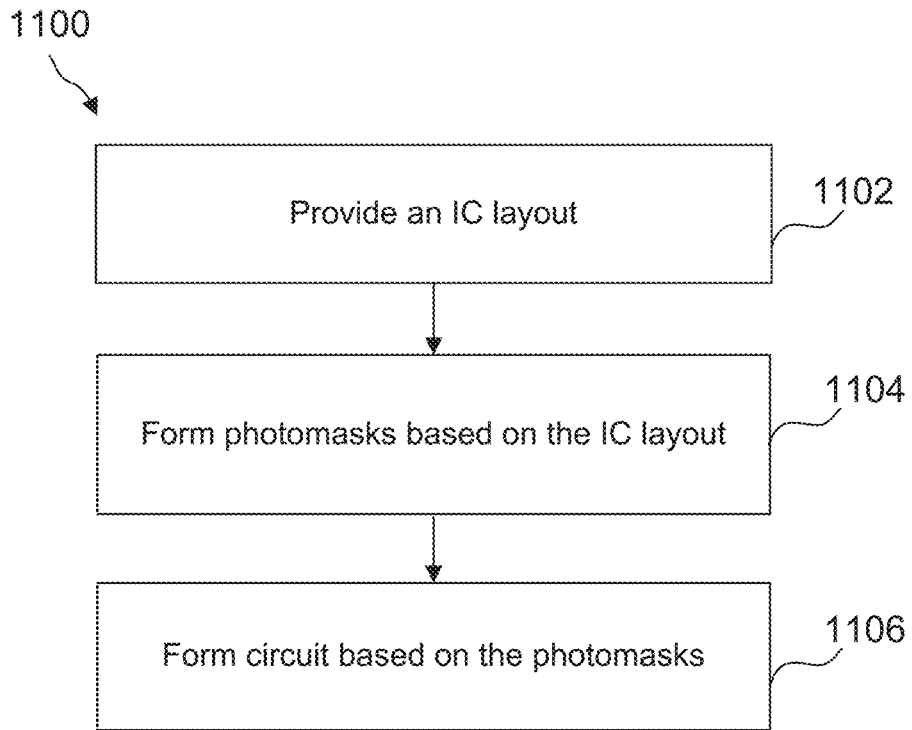 1100
Provide an IC layout
1102
Form photomasks based on the IC layout
1104
Form circuit based on the photomasks
1106